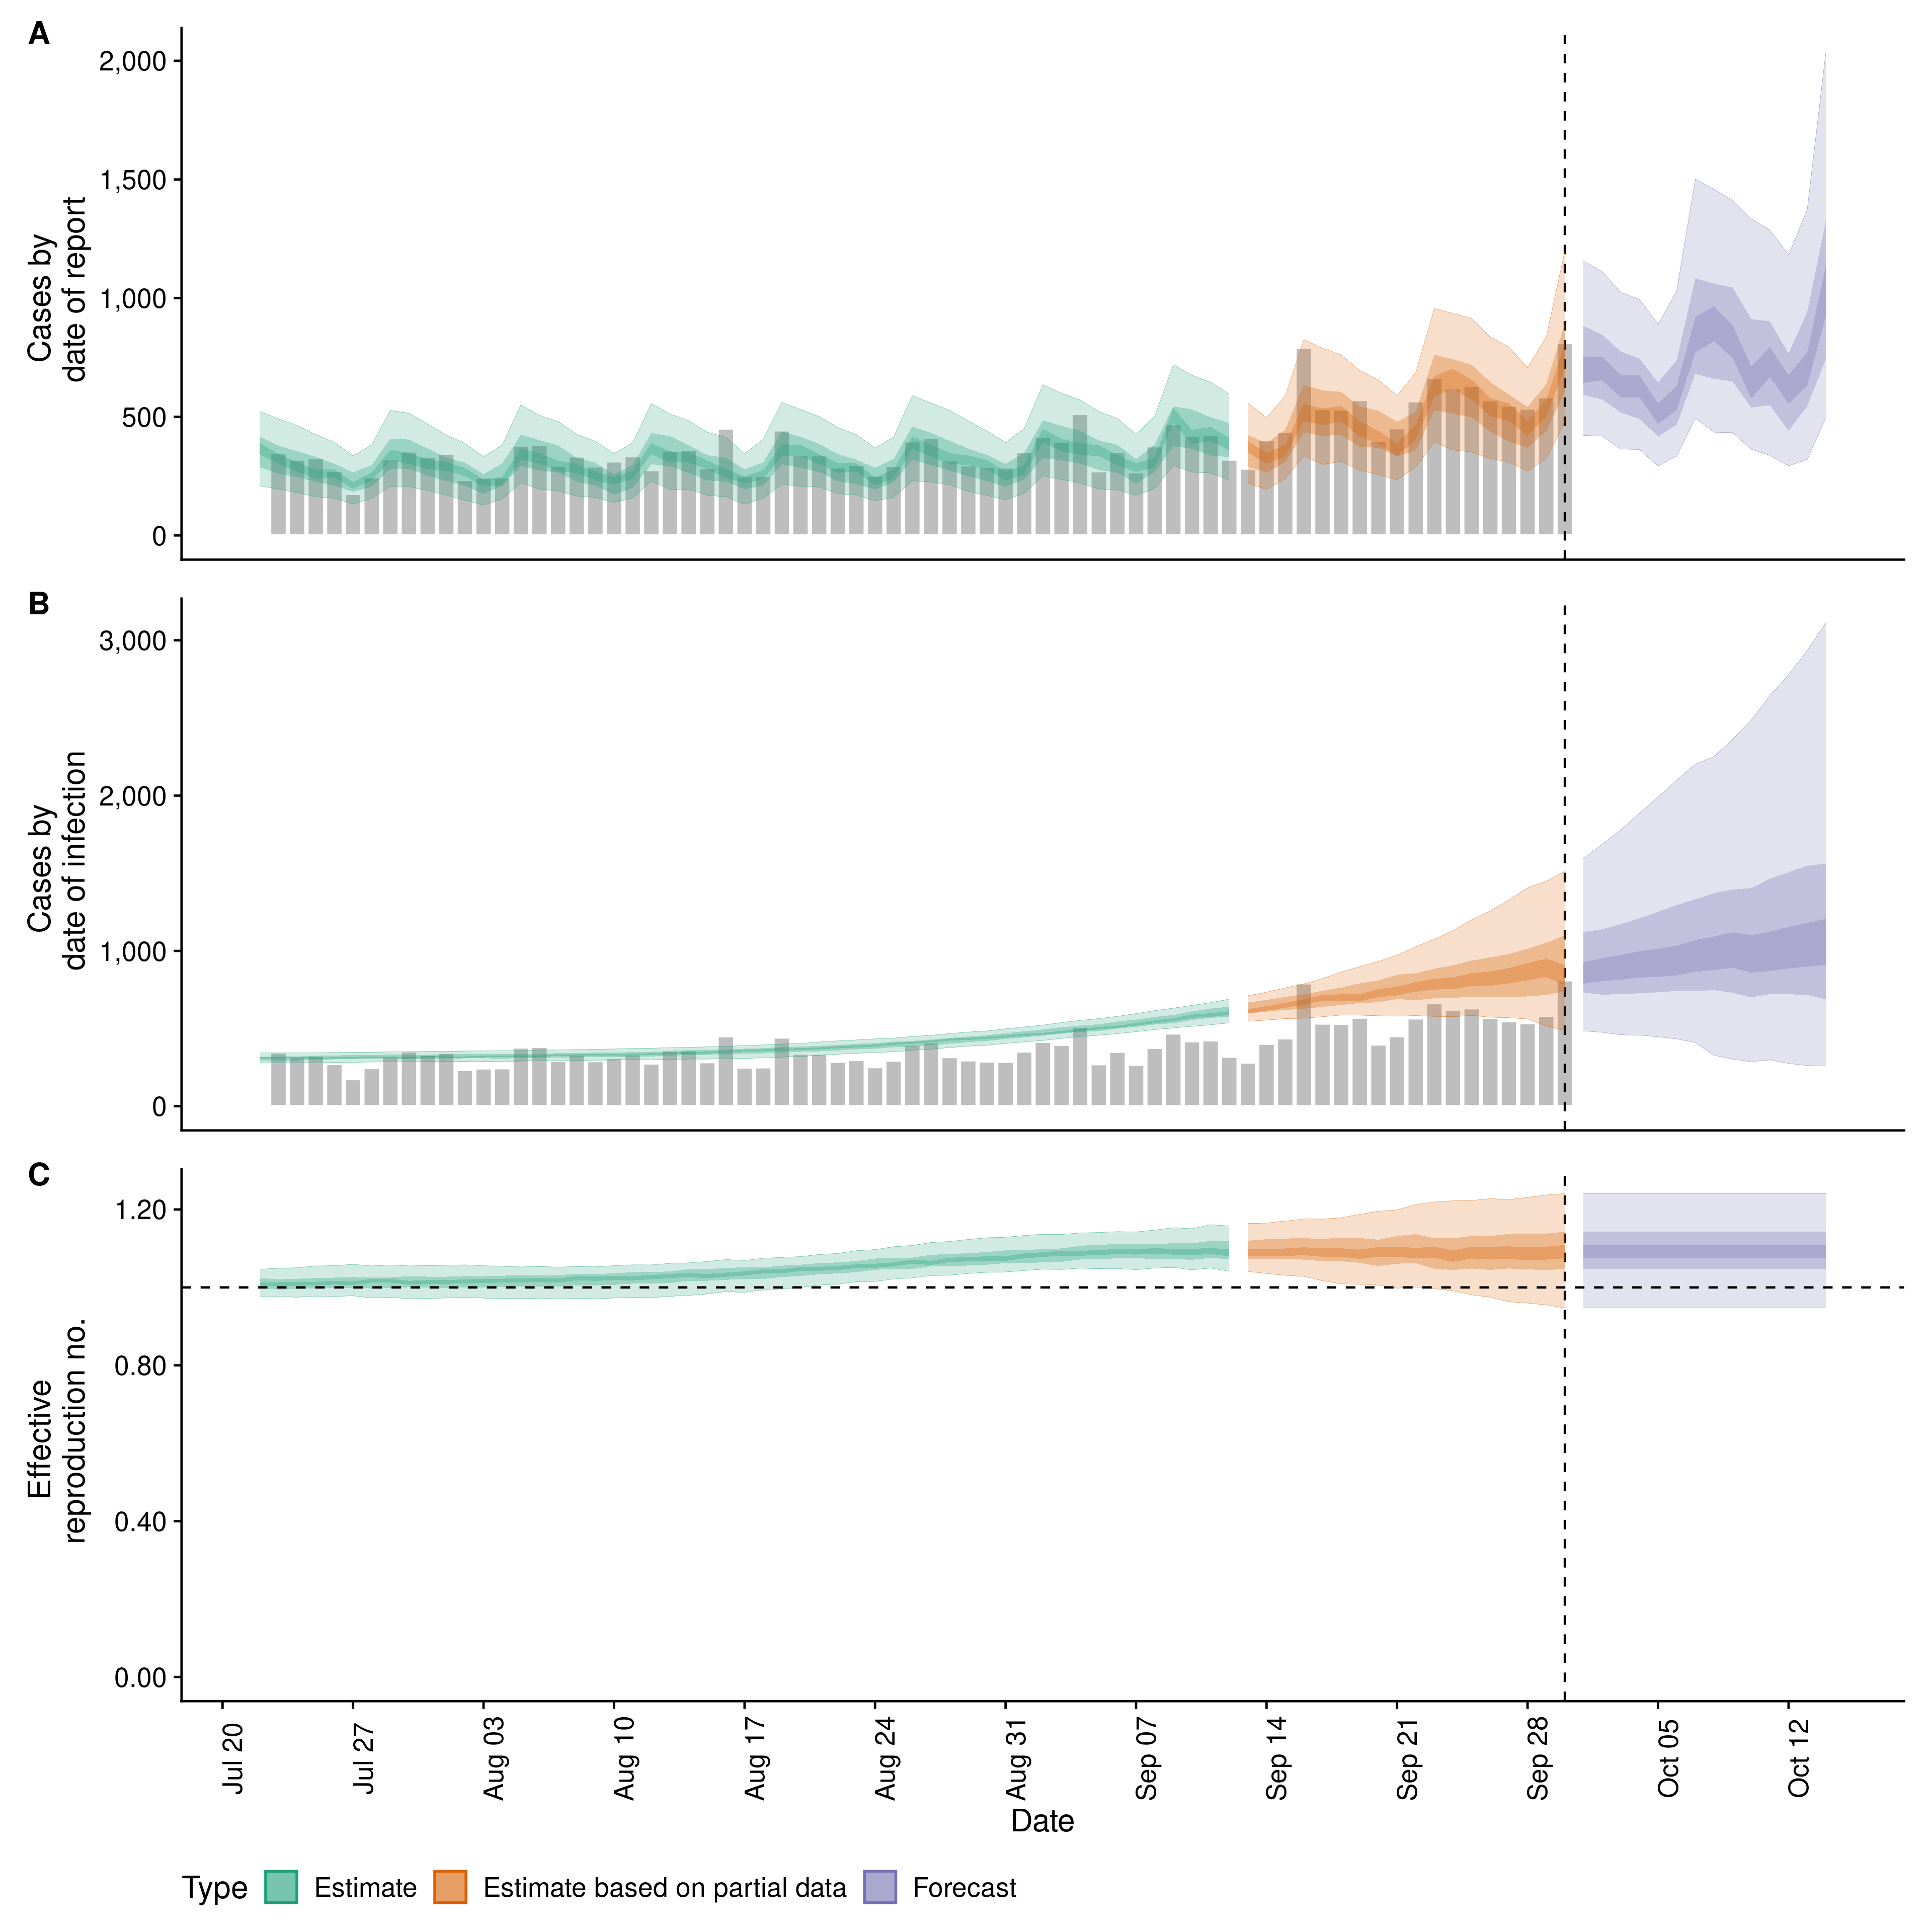 A
2,000
1,500
1,000
500
0
Cases by
date of report
B
3,000
2,000
1,000
0
Cases by
date of infection
C
1.20
0.80
0.40
0.00
Effective
reproduction no.
Jul 20
Jul 27
Aug 03
Aug 10
Aug 17
Aug 24
Aug 31
Sep 07
Sep 14
Sep 21
Sep 28
Oct 05
Oct 12
Date
Type Estimate Estimate based on partial data Forecast